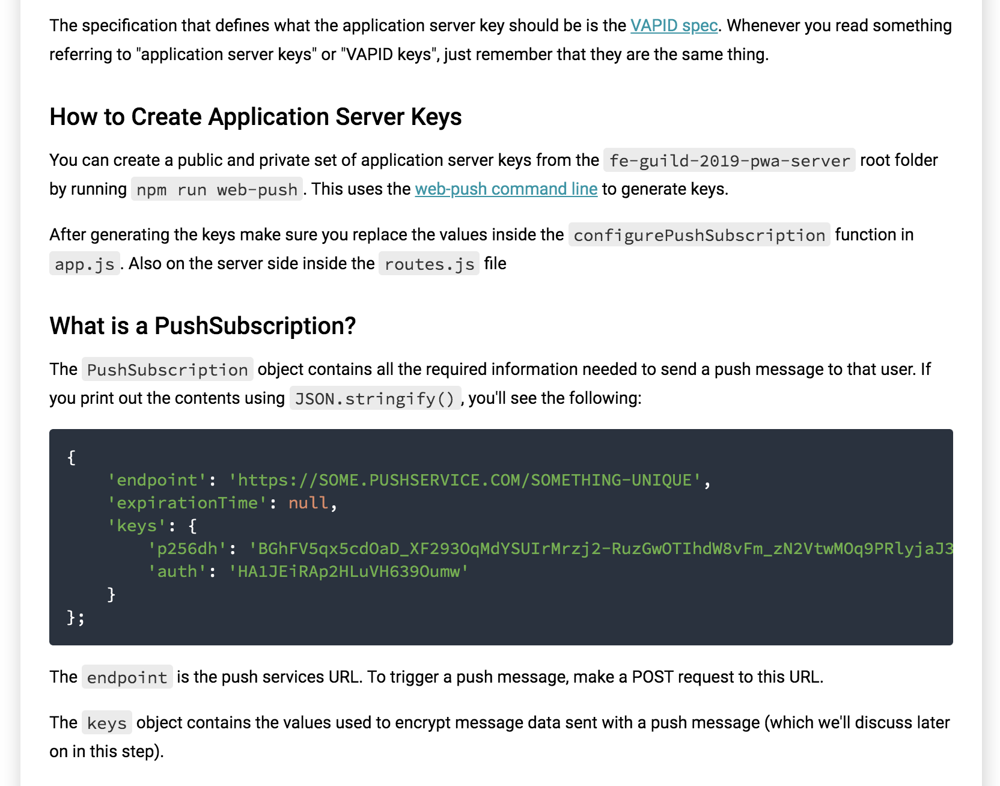 The specification that defines what the application server key should be is the VAPID spec. Whenever you read something
referring to "application server keys" or "VAPID keys", just remember that they are the same thing.
How to Create Application Server Keys
You can create a public and private set of application server keys from the fe-guild-2019-pwa-server root folder
by running npm run web-push. This uses the web-push command line to generate keys.
After generating the keys make sure you replace the values inside the configurePushSubscription function in
app.js. Also on the server side inside the routes.js file
What is a PushSubscription?
The PushSubscription object contains all the required information needed to send a push message to that user. If
you print out the contents using JSON.stringify(), you'll see the following:
{
    'endpoint': 'https://SOME.PUSHSERVICE.COM/SOMETHING-UNIQUE',
    'expirationTime': null,
    'keys': {
        'p256dh': 'BGhFV5qx5cdOaD_XF293OqMdYSUIrMrzj2-RuzGwOTIhdW8vFm_zN2VtwMOq9PRlyjaJ3
        'auth': 'HA1JEiRAp2HLuVH639Oumw'
    }
};
The endpoint is the push services URL. To trigger a push message, make a POST request to this URL.
The keys object contains the values used to encrypt message data sent with a push message (which we'll discuss later
on in this step).